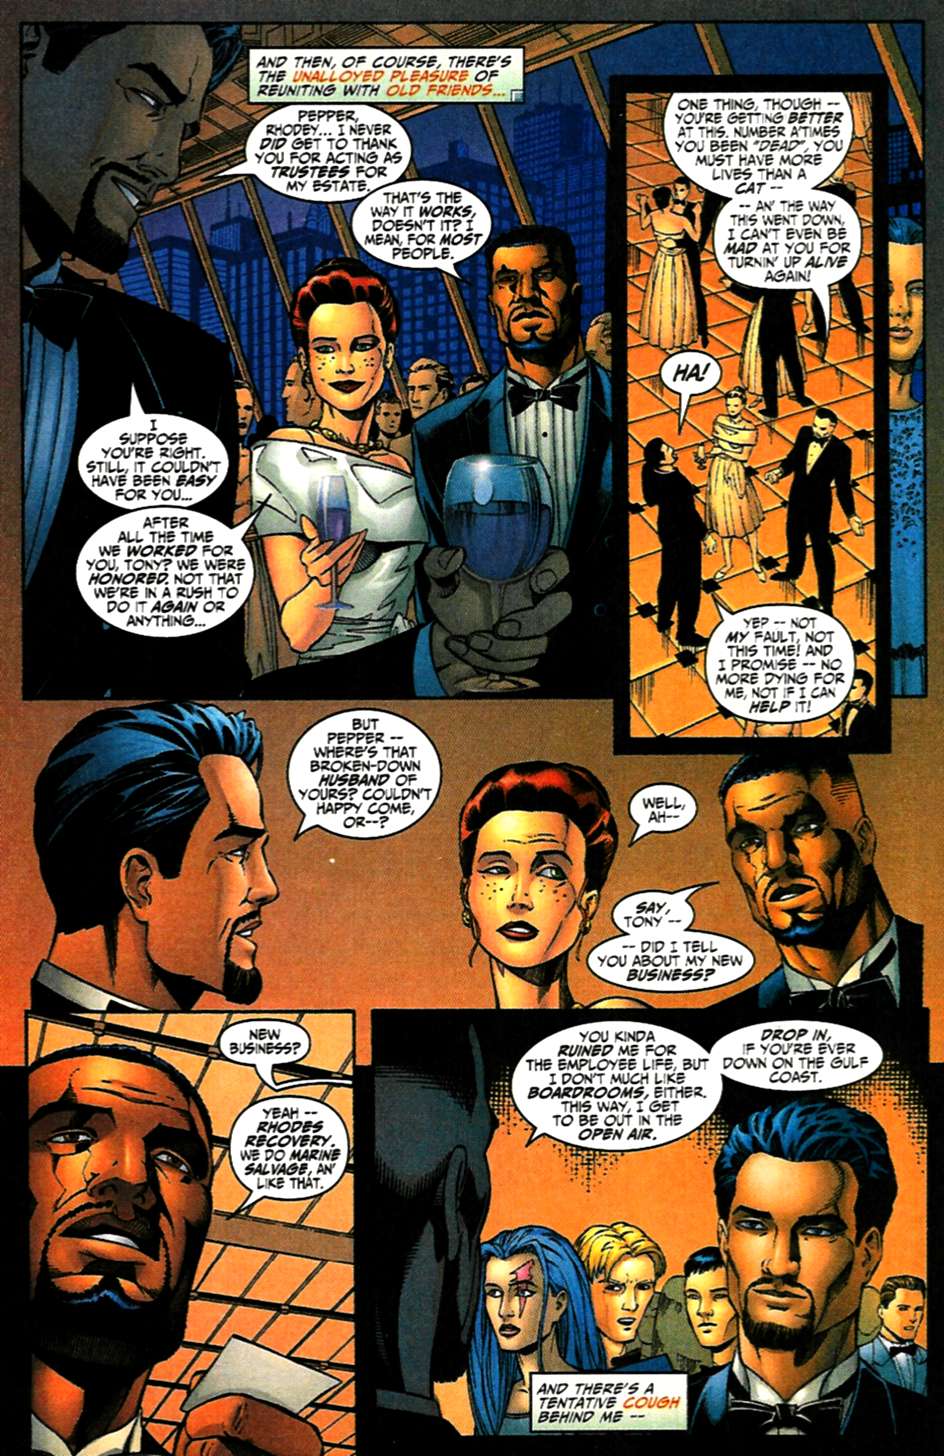 AND THEN, OF COURSE, THERE'S
THE UNALLOYED PLEASURE OF
REUNITING WITH OLD FRIENDS...
PEPPER,
RHODEY... I NEVER
DID GET TO THANK
YOU FOR ACTING AS
TRUSTEES FOR
MY ESTATE.
THAT'S THE
WAY IT WORKS,
DOESN'T IT? I
MEAN, FOR MOST
PEOPLE.
I
SUPPOSE
YOU'RE RIGHT.
STILL, IT COULDN'T
HAVE BEEN EASY
FOR YOU...
AFTER
ALL THE TIME
WE WORKED FOR
YOU, TONY? WE WERE
HONORED. NOT THAT
WE'RE IN A RUSH TO
DO IT AGAIN OR
ANYTHING...
ONE THING, THOUGH --
YOU'RE GETTING BETTER
AT THIS. NUMBER A'TIMES
YOU BEEN "DEAD", YOU
MUST HAVE MORE
LIVES THAN A
CAT --
-- AN' THE WAY
THIS WENT DOWN,
I CAN'T EVEN BE
MAD AT YOU FOR
TURNIN' UP ALIVE
AGAIN!
HA!
YEP -- NOT
MY FAULT, NOT
THIS TIME! AND
I PROMISE -- NO
MORE DYING FOR
ME, NOT IF I CAN
HELP IT!
BUT
PEPPER --
WHERE'S THAT
BROKEN-DOWN
HUSBAND OF
YOURS? COULDN'T
HAPPY COME,
OR--?
WELL,
AH--
SAY,
TONY --
-- DID I TELL
YOU ABOUT MY NEW
BUSINESS?
NEW
BUSINESS?
YEAH --
RHODES
RECOVERY.
WE DO MARINE
SALVAGE, AN'
LIKE THAT.
YOU KINDA
RUINED ME FOR
THE EMPLOYEE LIFE, BUT
I DON'T MUCH LIKE
BOARDROOMS, EITHER.
THIS WAY, I GET
TO BE OUT IN THE
OPEN AIR.
DROP IN,
IF YOU'RE EVER
DOWN ON THE GULF
COAST.
AND THERE'S A
TENTATIVE COUGH
BEHIND ME --